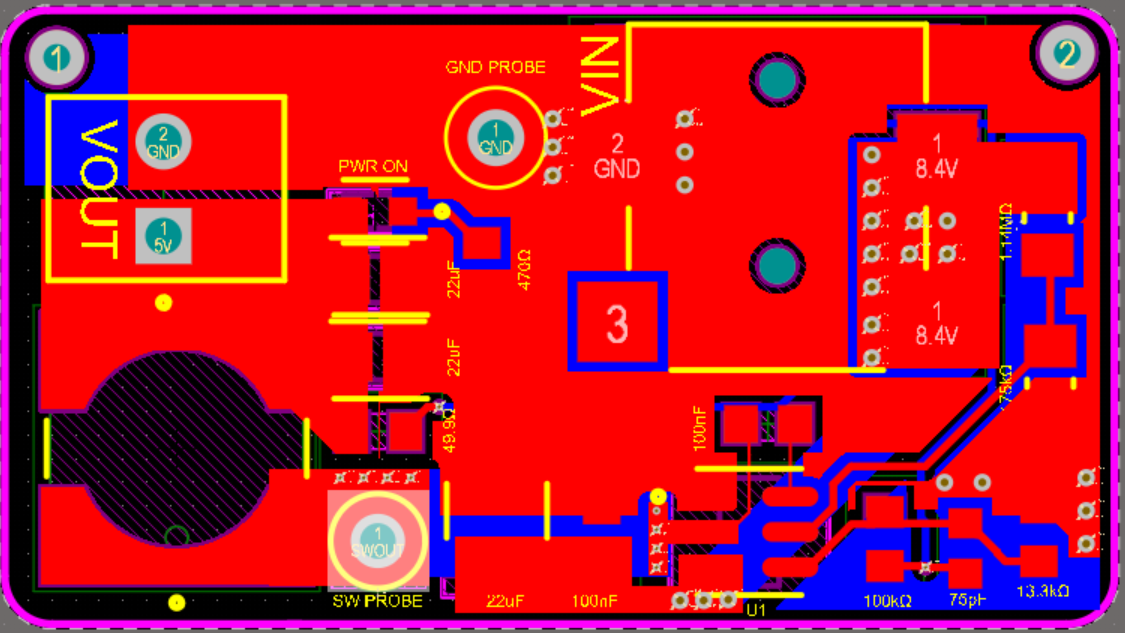 1
2
VIN
GND PROBE
1
GND
2
GND
VOUT
2
GND
1
5V
PWR ON
1
8.4V
470Ω
22uF
1.14MΩ
3
1
8.4V
22uF
75kΩ
49.9Ω
100nF
1
SWOUT
SW PROBE
22uF
100nF
U1
100kΩ
75pF
13.3kΩ